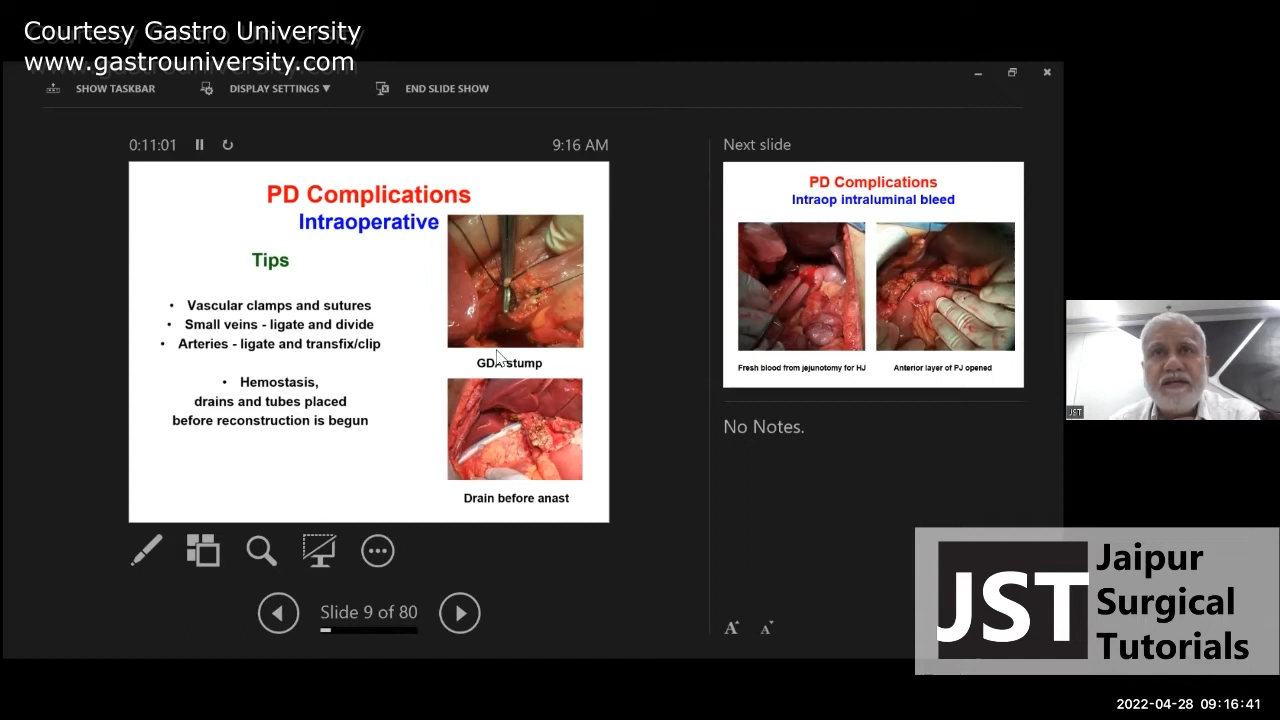 Courtesy Gastro University
www.gastrouniversity.com
SHOW TASKBAR
DISPLAY SETTINGS ▼
END SLIDE SHOW
0:11:01
9:16 AM
PD Complications
Intraoperative
Tips
• Vascular clamps and sutures
• Small veins - ligate and divide
• Arteries - ligate and transfix/clip
• Hemostasis,
drains and tubes placed
before reconstruction is begun
stump
Drain before anast
Next slide
PD Complications
Intraop intraluminal bleed
Fresh blood from jejunotomy for HJ
Anterior layer of PJ opened
No Notes.
Slide 9 of 80
A A
JST
JST
Jaipur
Surgical
Tutorials
2022-04-28 09:16:41